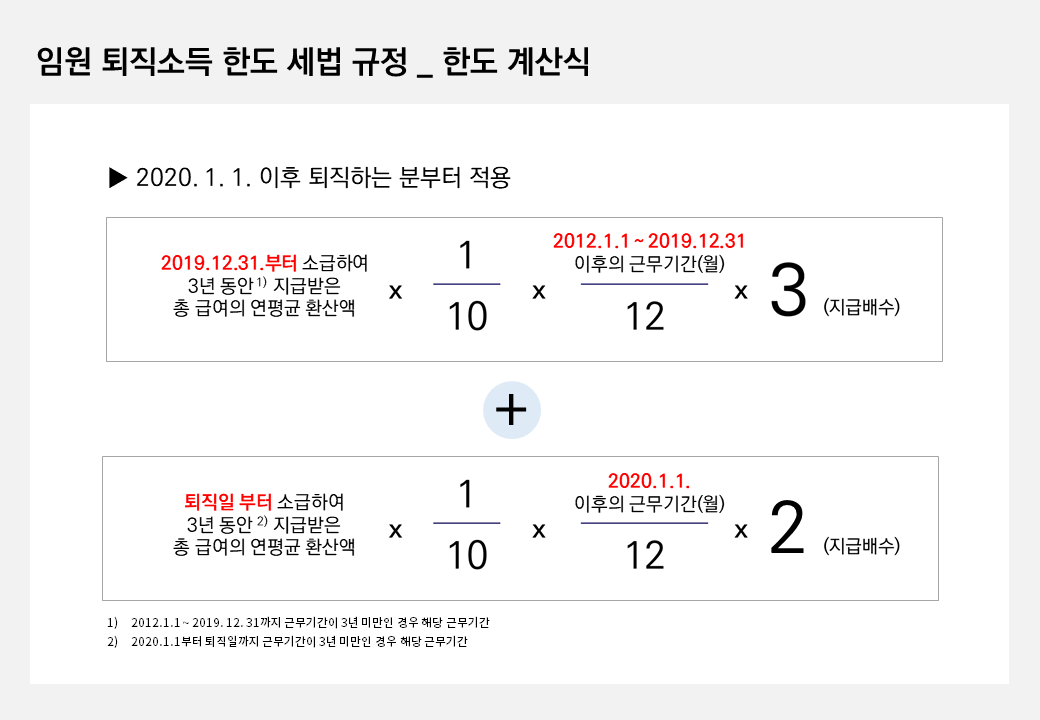 임원 퇴직소득 한도 세법 규정 _ 한도 계산식
▶ 2020. 1. 1. 이후 퇴직하는 분부터 적용
2019.12.31.부터 소급하여
3년 동안 1) 지급받은
총 급여의 연평균 환산액
x
1
10
x
2012.1.1 ~ 2019.12.31
이후의 근무기간(월)
12
x
3 (지급배수)
+
퇴직일 부터 소급하여
3년 동안 2) 지급받은
총 급여의 연평균 환산액
x
1
10
x
2020.1.1.
이후의 근무기간(월)
12
x
2 (지급배수)
1) 2012.1.1 ~ 2019. 12. 31까지 근무기간이 3년 미만인 경우 해당 근무기간
2) 2020.1.1부터 퇴직일까지 근무기간이 3년 미만인 경우 해당 근무기간